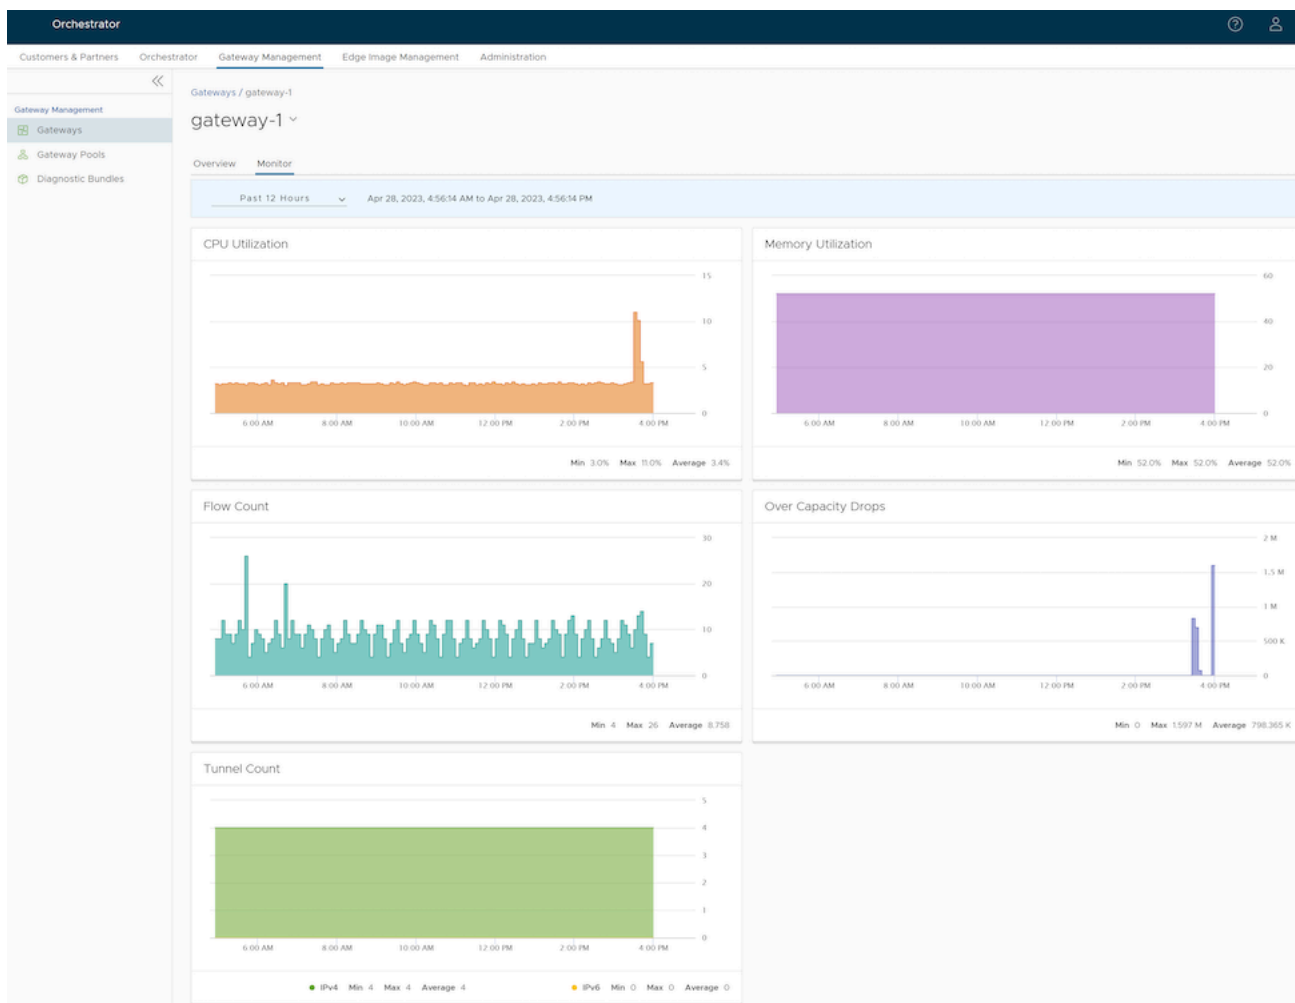 Orchestrator
Customers & Partners Orchestrator Gateway Management Edge Image Management Administration
Gateway Management
Gateways
Gateway Pools
Diagnostic Bundles
Gateways / gateway-1
gateway-1
Overview Monitor
Past 12 Hours Apr 28, 2023, 4:56:14 AM to Apr 28, 2023, 4:56:14 PM
CPU Utilization
15
10
5
0
6:00 AM 8:00 AM 10:00 AM 12:00 PM 2:00 PM 4:00 PM
Min 3.0% Max 11.0% Average 3.4%
Memory Utilization
60
40
20
0
6:00 AM 8:00 AM 10:00 AM 12:00 PM 2:00 PM 4:00 PM
Min 52.0% Max 52.0% Average 52.0%
Flow Count
30
20
10
0
6:00 AM 8:00 AM 10:00 AM 12:00 PM 2:00 PM 4:00 PM
Min 4 Max 26 Average 8.758
Over Capacity Drops
2 M
1.5 M
1 M
500 K
0
6:00 AM 8:00 AM 10:00 AM 12:00 PM 2:00 PM 4:00 PM
Min 0 Max 1.597 M Average 798.365 K
Tunnel Count
5
4
3
2
1
0
6:00 AM 8:00 AM 10:00 AM 12:00 PM 2:00 PM 4:00 PM
IPv4 Min 4 Max 4 Average 4 IPv6 Min 0 Max 0 Average 0